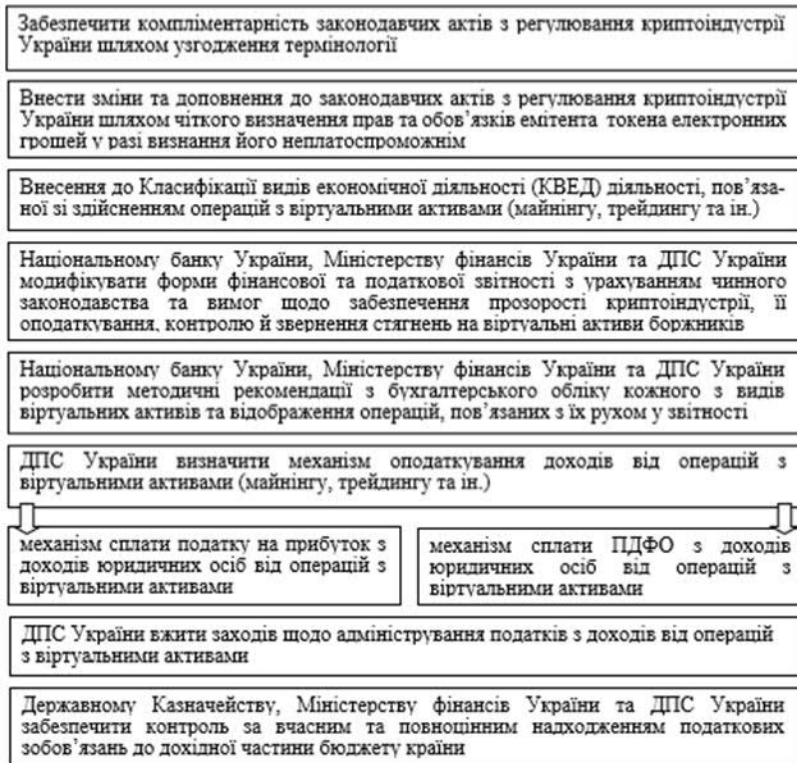 Забезпечити компліментарність законодавчих актів з регулювання криптоіндустрії
України шляхом узгодження термінології
Внести зміни та доповнення до законодавчих актів з регулювання криптоіндустрії
України шляхом чіткого визначення прав та обов’язків емітента токена електронних
грошей у разі визнання його неплатоспроможнім
Внесення до Класифікації видів економічної діяльності (КВЕД) діяльності, пов’яза-
ної зі здійсненням операцій з віртуальними активами (майнінгу, трейдингу та ін.)
Національному банку України, Міністерству фінансів України та ДПС України
модифікувати форми фінансової та податкової звітності з урахуванням чинного
законодавства та вимог щодо забезпечення прозорості криптоіндустрії, її
оподаткування, контролю й звернення стягнень на віртуальні активи боржників
Національному банку України, Міністерству фінансів України та ДПС України
розробити методичні рекомендації з бухгалтерського обліку кожного з видів
віртуальних активів та відображення операцій, пов’язаних з їх рухом у звітності
ДПС України визначити механізм оподаткування доходів від операцій з
віртуальними активами (майнінгу, трейдингу та ін.)
механізм сплати податку на прибуток з
доходів юридичних осіб від операцій з
віртуальними активами
механізм сплати ПДФО з доходів
юридичних осіб від операцій з
віртуальними активами
ДПС України вжити заходів щодо адміністрування податків з доходів від операцій
з віртуальними активами
Державному Казначейству, Міністерству фінансів України та ДПС України
забезпечити контроль за вчасним та повноцінним надходженням податкових
зобов’язань до дохідної частини бюджету країни